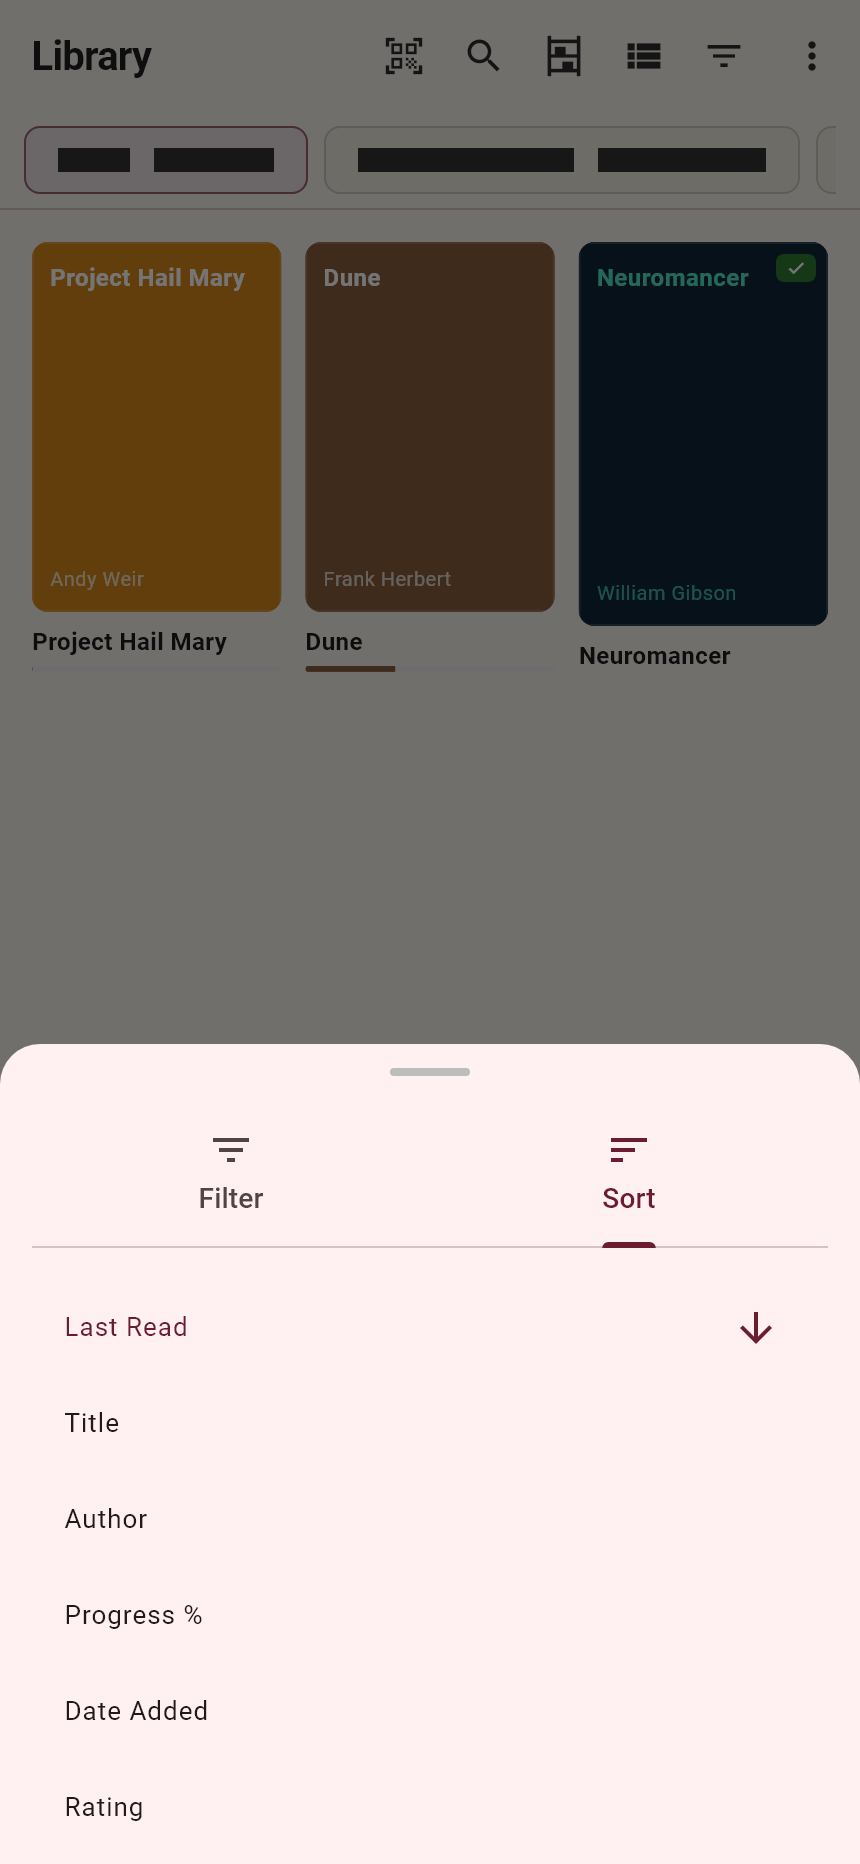 Library
Project Hail Mary
Andy Weir
Project Hail Mary
Dune
Frank Herbert
Dune
Neuromancer
William Gibson
Neuromancer
Filter
Sort
Last Read
Title
Author
Progress %
Date Added
Rating